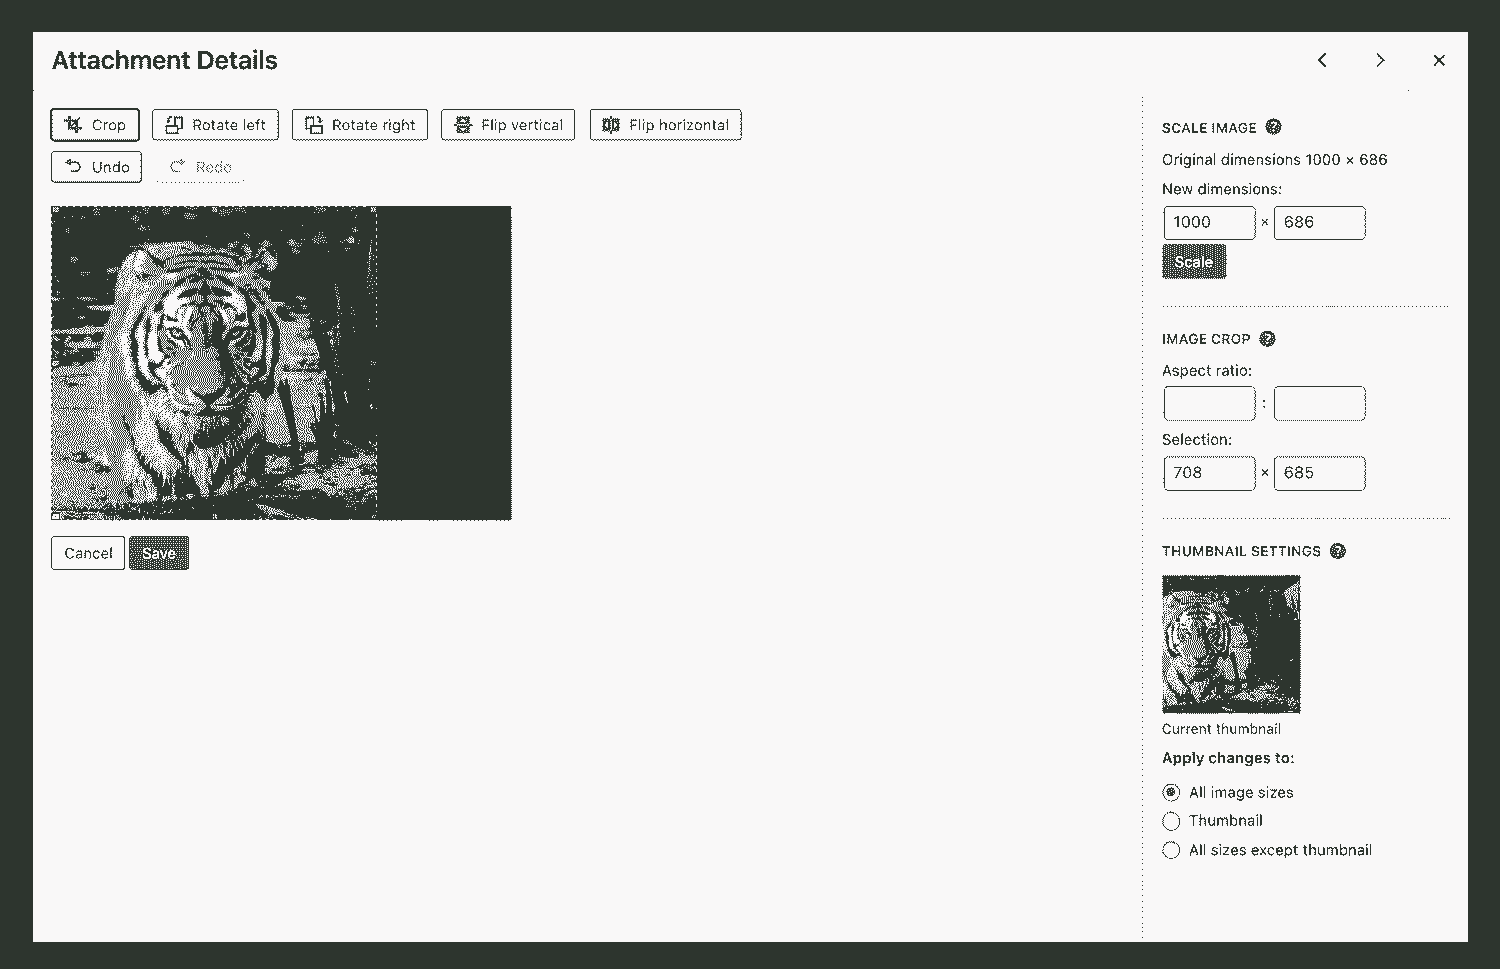 Attachment Details
Crop Rotate left Rotate right Flip vertical Flip horizontal
Undo Redo
Cancel Save
SCALE IMAGE ?
Original dimensions 1000 × 686
New dimensions:
1000 × 686
Scale
IMAGE CROP ?
Aspect ratio:
:
Selection:
708 × 685
THUMBNAIL SETTINGS ?
Current thumbnail
Apply changes to:
All image sizes
Thumbnail
All sizes except thumbnail